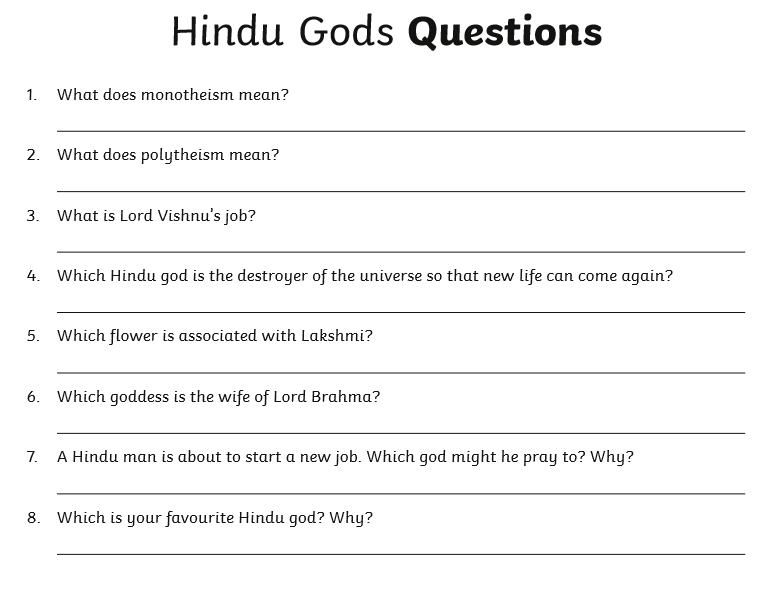 Hindu Gods Questions
1. What does monotheism mean?
2. What does polytheism mean?
3. What is Lord Vishnu's job?
4. Which Hindu god is the destroyer of the universe so that new life can come again?
5. Which flower is associated with Lakshmi?
6. Which goddess is the wife of Lord Brahma?
7. A Hindu man is about to start a new job. Which god might he pray to? Why?
8. Which is your favourite Hindu god? Why?